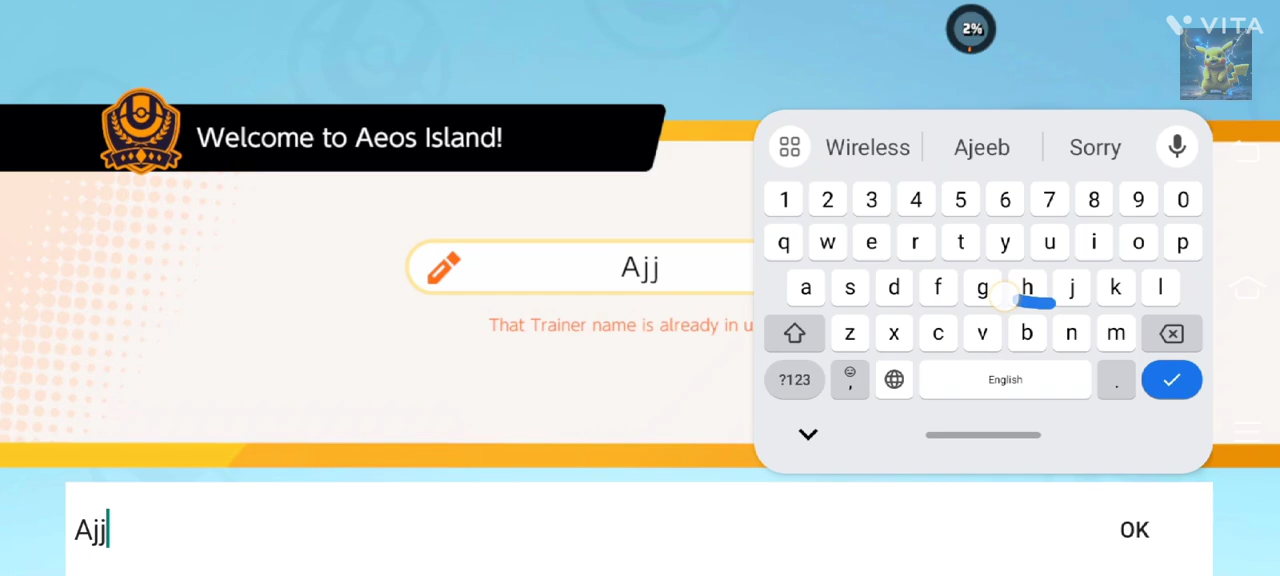 2%
VITA
Welcome to Aeos Island!
Ajj
That Trainer name is already in u
Wireless Ajeeb Sorry
1 2 3 4 5 6 7 8 9 0
q w e r t y u i o p
a s d f g h j k l
z x c v b n m
?123 , English .
Ajj OK